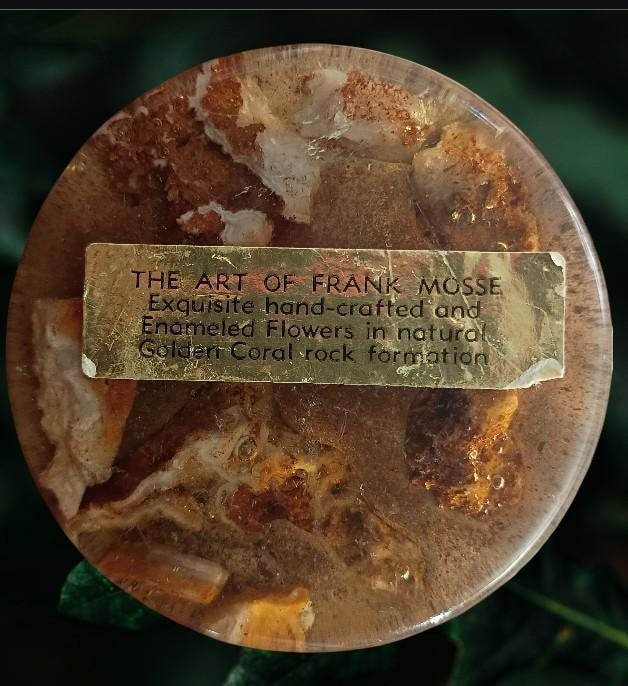 THE ART OF FRANK MOSSE
Exquisite hand-crafted and
Enameled Flowers in natural
Golden Coral rock formation